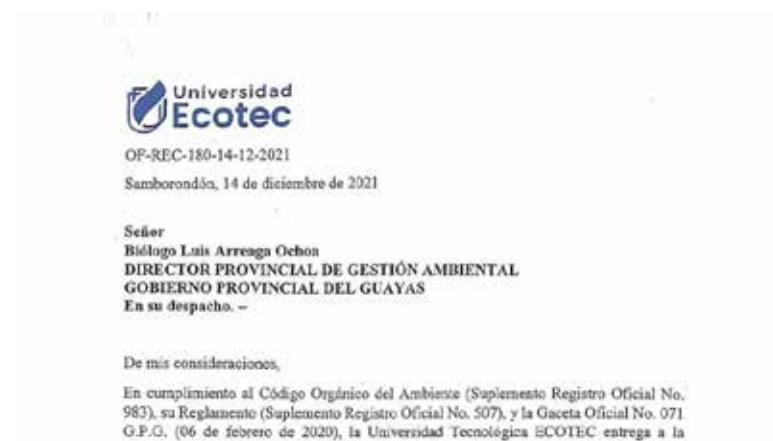 Universidad
Ecotec
OF-REC-180-14-12-2021
Samborondón, 14 de diciembre de 2021
Señor
Biólogo Luis Arreaga Ochoa
DIRECTOR PROVINCIAL DE GESTIÓN AMBIENTAL
GOBIERNO PROVINCIAL DEL GUAYAS
En su despacho. –
De mis consideraciones,
En cumplimiento al Código Orgánico del Ambiente (Suplemento Registro Oficial No.
983), su Reglamento (Suplemento Registro Oficial No. 507), y la Gaceta Oficial No. 071
G.P.G. (06 de febrero de 2020), la Universidad Tecnológica ECOTEC entrega a la